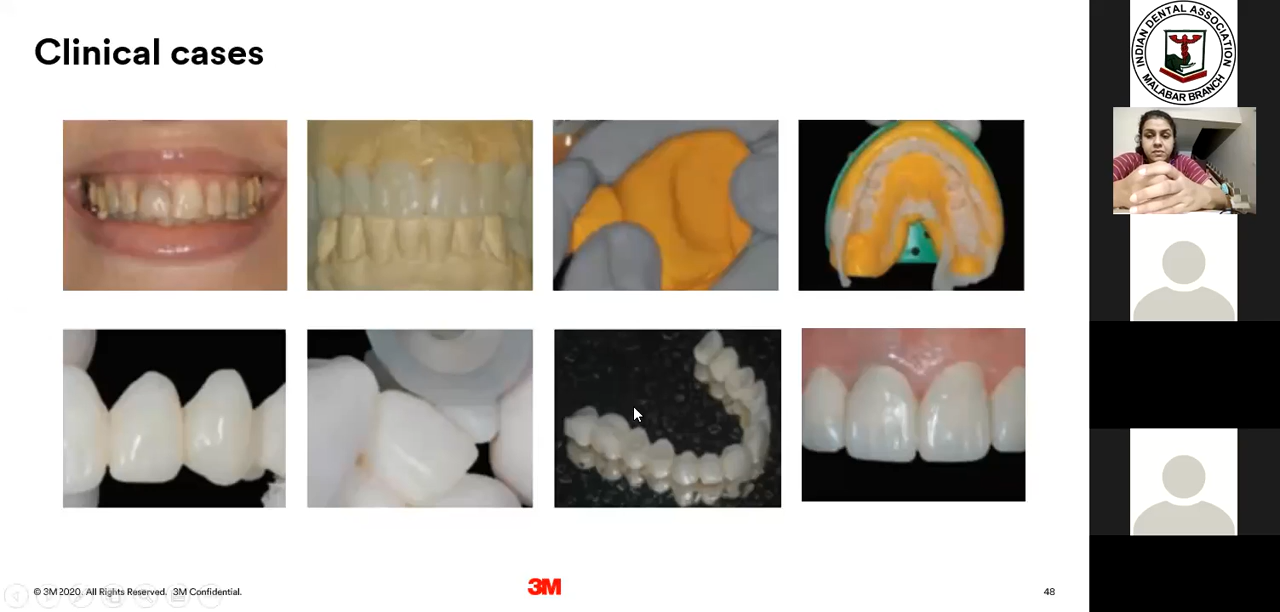 Clinical cases
INDIAN DENTAL ASSOCIATION
MALABAR BRANCH
© 3M 2020. All Rights Reserved. 3M Confidential.
3M
48